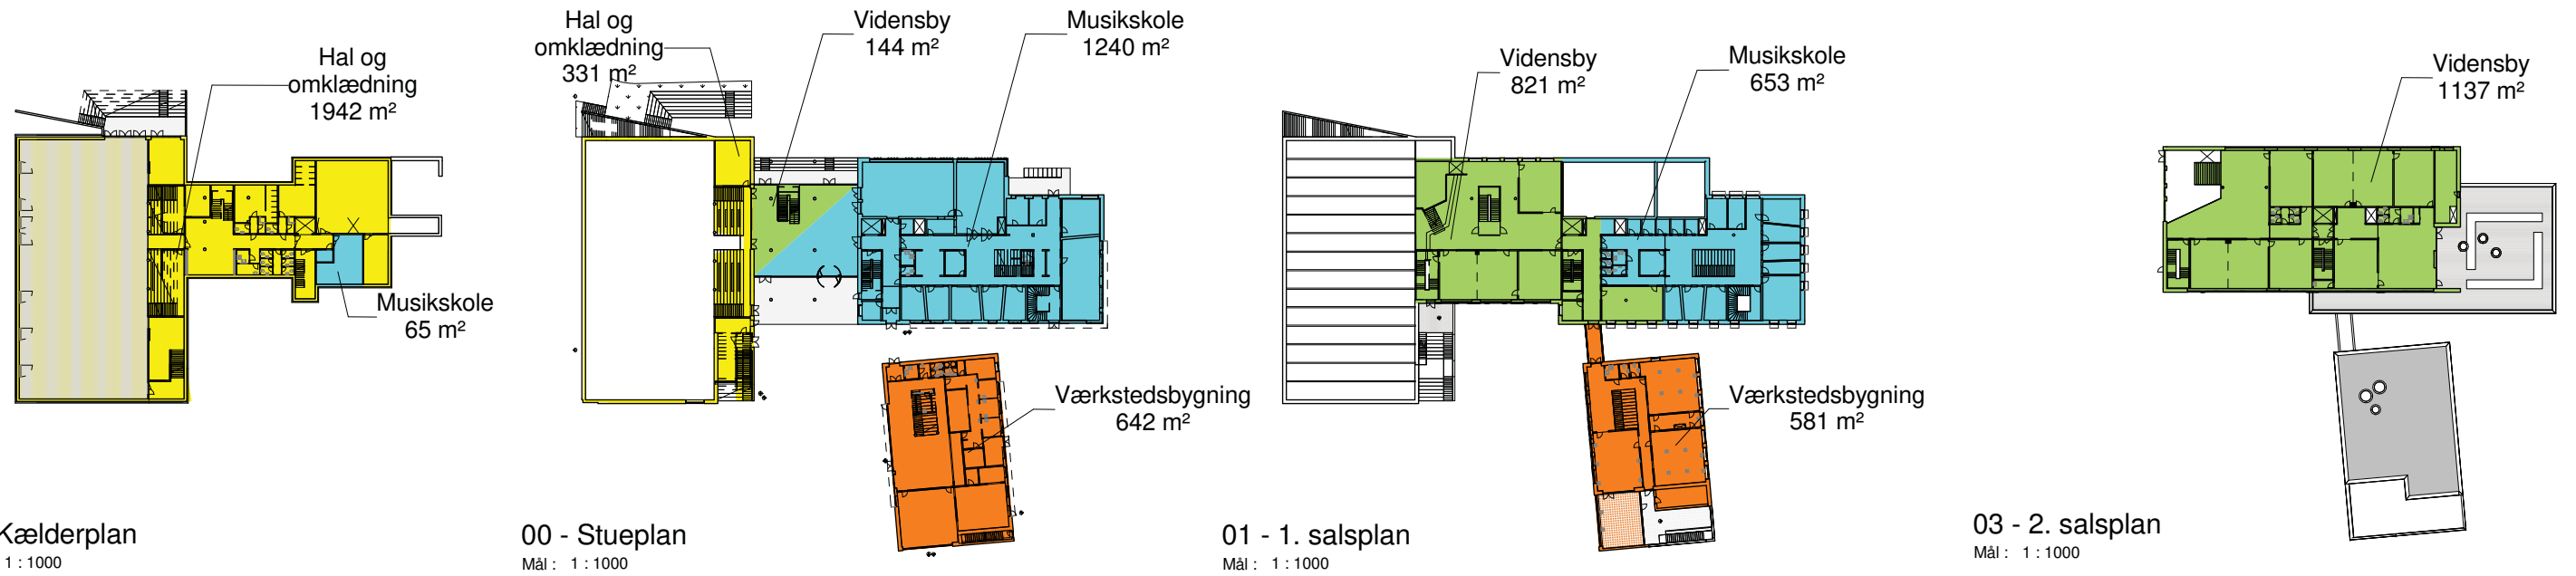 Hal og
omklædning
1942 m²
Musikskole
65 m²
Kælderplan
1 : 1000
Hal og
omklædning
331 m²
Vidensby
144 m²
Musikskole
1240 m²
Værkstedsbygning
642 m²
00 - Stueplan
Mål : 1 : 1000
Vidensby
821 m²
Musikskole
653 m²
Værkstedsbygning
581 m²
01 - 1. salsplan
Mål : 1 : 1000
Vidensby
1137 m²
03 - 2. salsplan
Mål : 1 : 1000